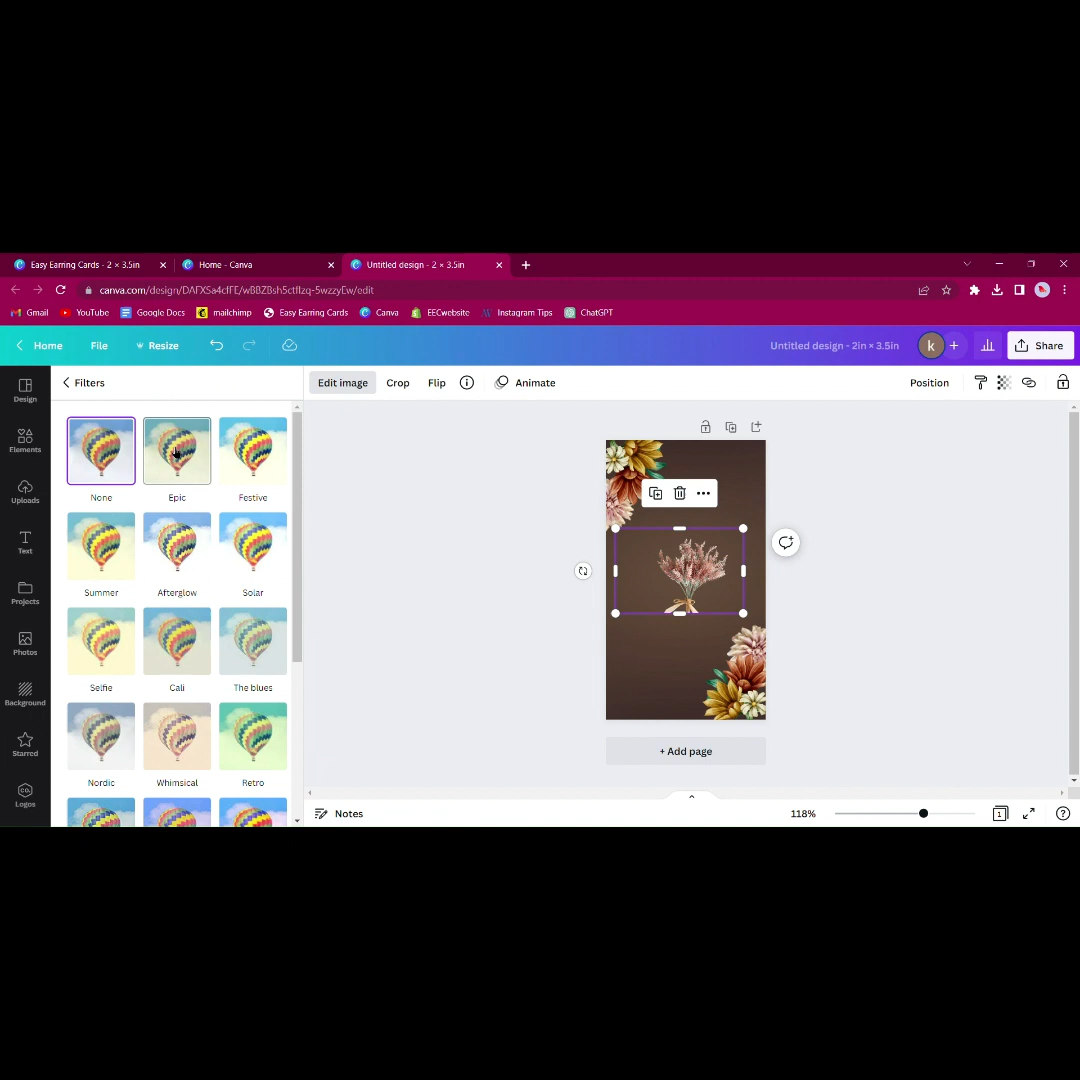 Easy Earring Cards - 2 × 3.5in
Home - Canva
Untitled design - 2 × 3.5in
Gmail
YouTube
Google Docs
mailchimp
Easy Earring Cards
Canva
EECwebsite
Instagram Tips
ChatGPT
Home
File
Resize
Untitled design - 2in × 3.5in
k
Share
Design
Elements
Uploads
Text
Projects
Photos
Background
Starred
Logos
CO.
Filters
None
Epic
Festive
Summer
Afterglow
Solar
Selfie
Cali
The blues
Nordic
Whimsical
Retro
Edit image
Crop
Flip
Animate
Position
+ Add page
Notes
118%
1